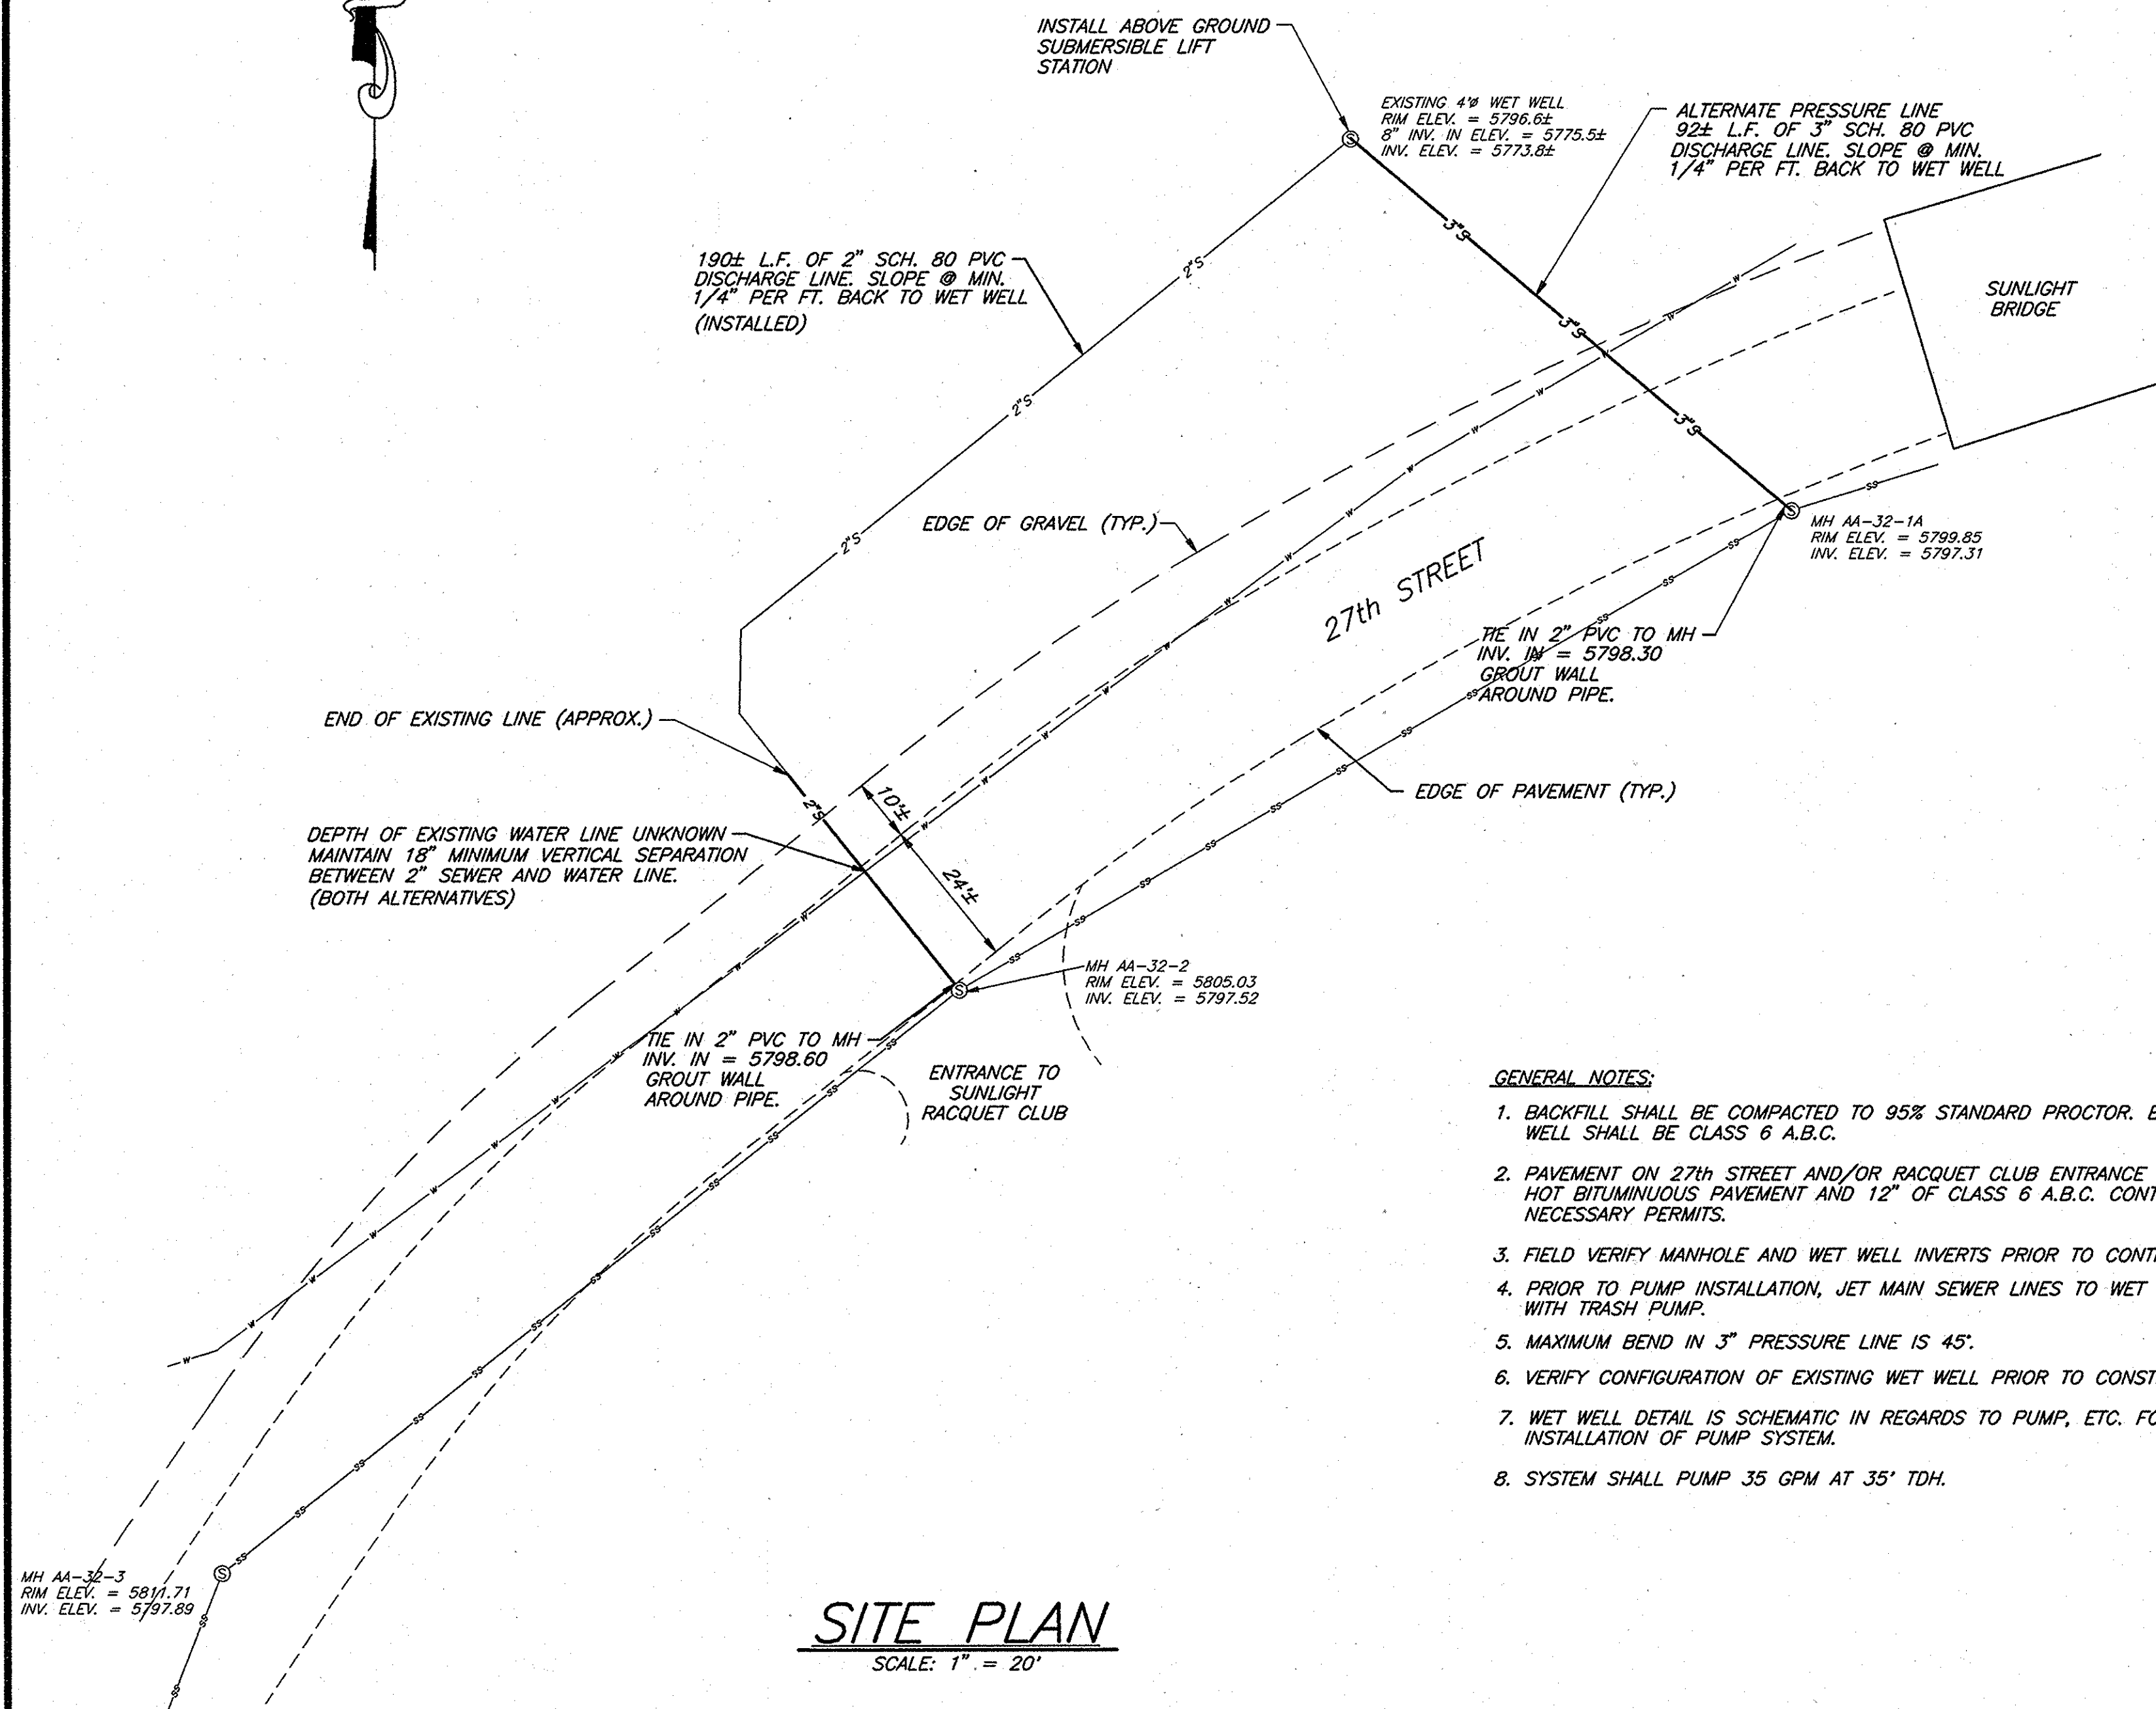 INSTALL ABOVE GROUND
SUBMERSIBLE LIFT
STATION
EXISTING 4'ø WET WELL
RIM ELEV. = 5796.6±
8" INV. IN ELEV. = 5775.5±
INV. ELEV. = 5773.8±
ALTERNATE PRESSURE LINE
92± L.F. OF 3" SCH. 80 PVC
DISCHARGE LINE. SLOPE @ MIN.
1/4" PER FT. BACK TO WET WELL
190± L.F. OF 2" SCH. 80 PVC
DISCHARGE LINE. SLOPE @ MIN.
1/4" PER FT. BACK TO WET WELL
(INSTALLED)
2"S
2"S
2"S
2"S
3"S
3"S
3"S
SUNLIGHT
BRIDGE
EDGE OF GRAVEL (TYP.)
27th STREET
MH AA-32-1A
RIM ELEV. = 5799.85
INV. ELEV. = 5797.31
TIE IN 2" PVC TO MH
INV. IN = 5798.30
GROUT WALL
AROUND PIPE.
END OF EXISTING LINE (APPROX.)
EDGE OF PAVEMENT (TYP.)
10'±
24'±
DEPTH OF EXISTING WATER LINE UNKNOWN
MAINTAIN 18" MINIMUM VERTICAL SEPARATION
BETWEEN 2" SEWER AND WATER LINE.
(BOTH ALTERNATIVES)
MH AA-32-2
RIM ELEV. = 5805.03
INV. ELEV. = 5797.52
TIE IN 2" PVC TO MH
INV. IN = 5798.60
GROUT WALL
AROUND PIPE.
ENTRANCE TO
SUNLIGHT
RACQUET CLUB
GENERAL NOTES:
1. BACKFILL SHALL BE COMPACTED TO 95% STANDARD PROCTOR.
WELL SHALL BE CLASS 6 A.B.C.
2. PAVEMENT ON 27th STREET AND/OR RACQUET CLUB ENTRANCE
HOT BITUMINUOUS PAVEMENT AND 12" OF CLASS 6 A.B.C. CONT
NECESSARY PERMITS.
3. FIELD VERIFY MANHOLE AND WET WELL INVERTS PRIOR TO CONT
4. PRIOR TO PUMP INSTALLATION, JET MAIN SEWER LINES TO WET
WITH TRASH PUMP.
5. MAXIMUM BEND IN 3" PRESSURE LINE IS 45°.
6. VERIFY CONFIGURATION OF EXISTING WET WELL PRIOR TO CONST
7. WET WELL DETAIL IS SCHEMATIC IN REGARDS TO PUMP, ETC. FO
INSTALLATION OF PUMP SYSTEM.
8. SYSTEM SHALL PUMP 35 GPM AT 35' TDH.
MH AA-32-3
RIM ELEV. = 5811.71
INV. ELEV. = 5797.89
SITE PLAN
SCALE: 1" = 20'